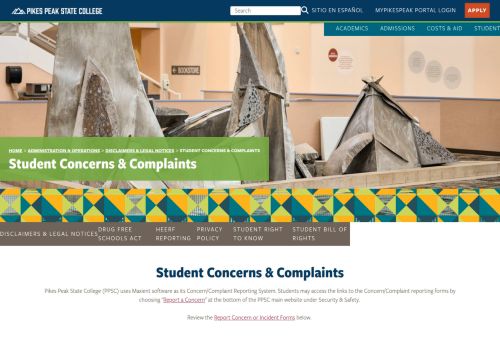 PIKES PEAK STATE COLLEGE
Search
SITIO EN ESPAÑOL
MYPIKESPEAK PORTAL LOGIN
APPLY
ACADEMICS
ADMISSIONS
COSTS & AID
STUDENT
BOOKSTORE
HOME > ADMINISTRATION & OPERATIONS > DISCLAIMERS & LEGAL NOTICES > STUDENT CONCERNS & COMPLAINTS
Student Concerns & Complaints
DISCLAIMERS & LEGAL NOTICES
DRUG FREE
SCHOOLS ACT
HEERF
REPORTING
PRIVACY
POLICY
STUDENT RIGHT
TO KNOW
STUDENT BILL OF
RIGHTS
Student Concerns & Complaints
Pikes Peak State College (PPSC) uses Maxient software as its Concern/Complaint Reporting System. Students may access the links to the Concern/Complaint reporting forms by
choosing "Report a Concern" at the bottom of the PPSC main website under Security & Safety.
Review the Report Concern or Incident Forms below.